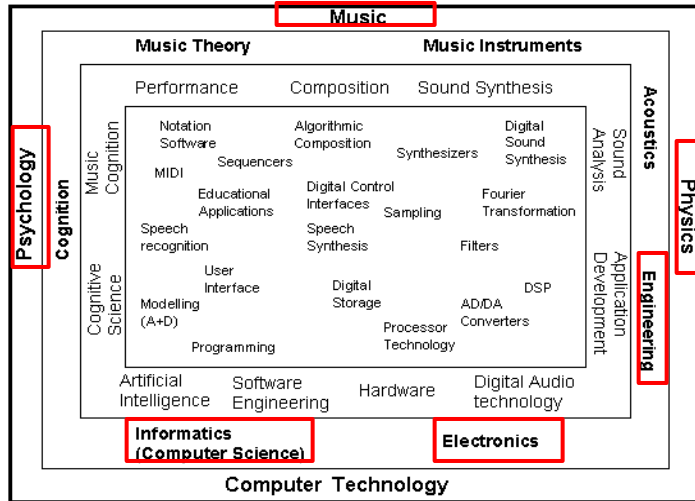 Music
Music Theory
Music Instruments
Performance
Composition
Sound Synthesis
Psychology
Cognition
Music
Cognition
Cognitive
Science
Notation
Software
Algorithmic
Composition
Digital
Sound
Synthesis
Sequencers
Synthesizers
MIDI
Educational
Applications
Digital Control
Interfaces
Sampling
Fourier
Transformation
Speech
recognition
Speech
Synthesis
Filters
User
Interface
Digital
Storage
DSP
Modelling
(A+D)
AD/DA
Converters
Processor
Technology
Programming
Sound
Analysis
Application
Development
Acoustics
Engineering
Physics
Artificial
Intelligence
Software
Engineering
Hardware
Digital Audio
technology
Informatics
(Computer Science)
Electronics
Computer Technology